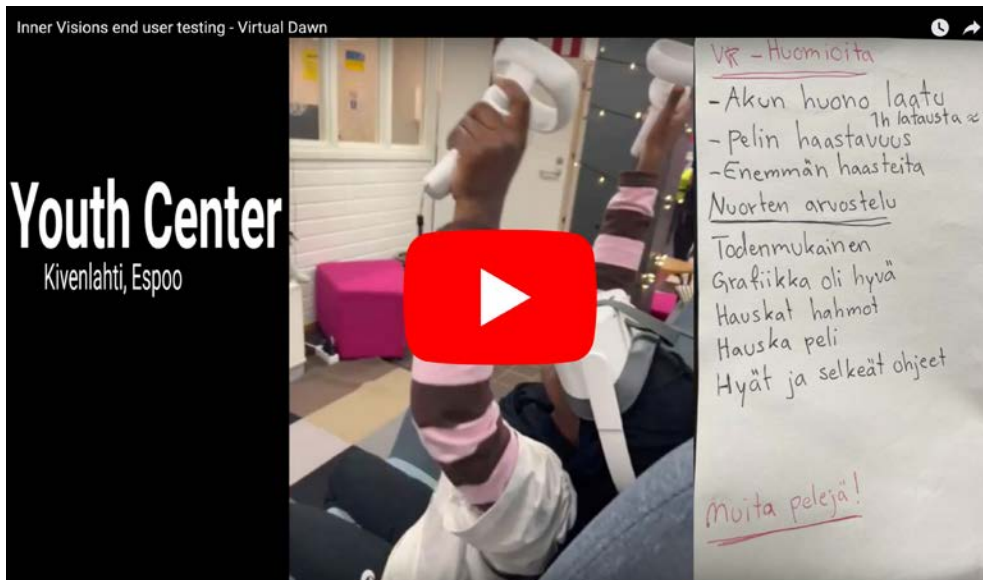 Inner Visions end user testing - Virtual Dawn
Youth Center
Kivenlahti, Espoo
VR - Huomioita
- Akun huono laatu
1h latausta ≈
- Pelin haastavuus
- Enemmän haasteita
Nuorten arvostelu
Todenmukainen
Grafiikka oli hyvä
Hauskat hahmot
Hauska peli
Hyät ja selkeät ohjeet
Muita pelejä!